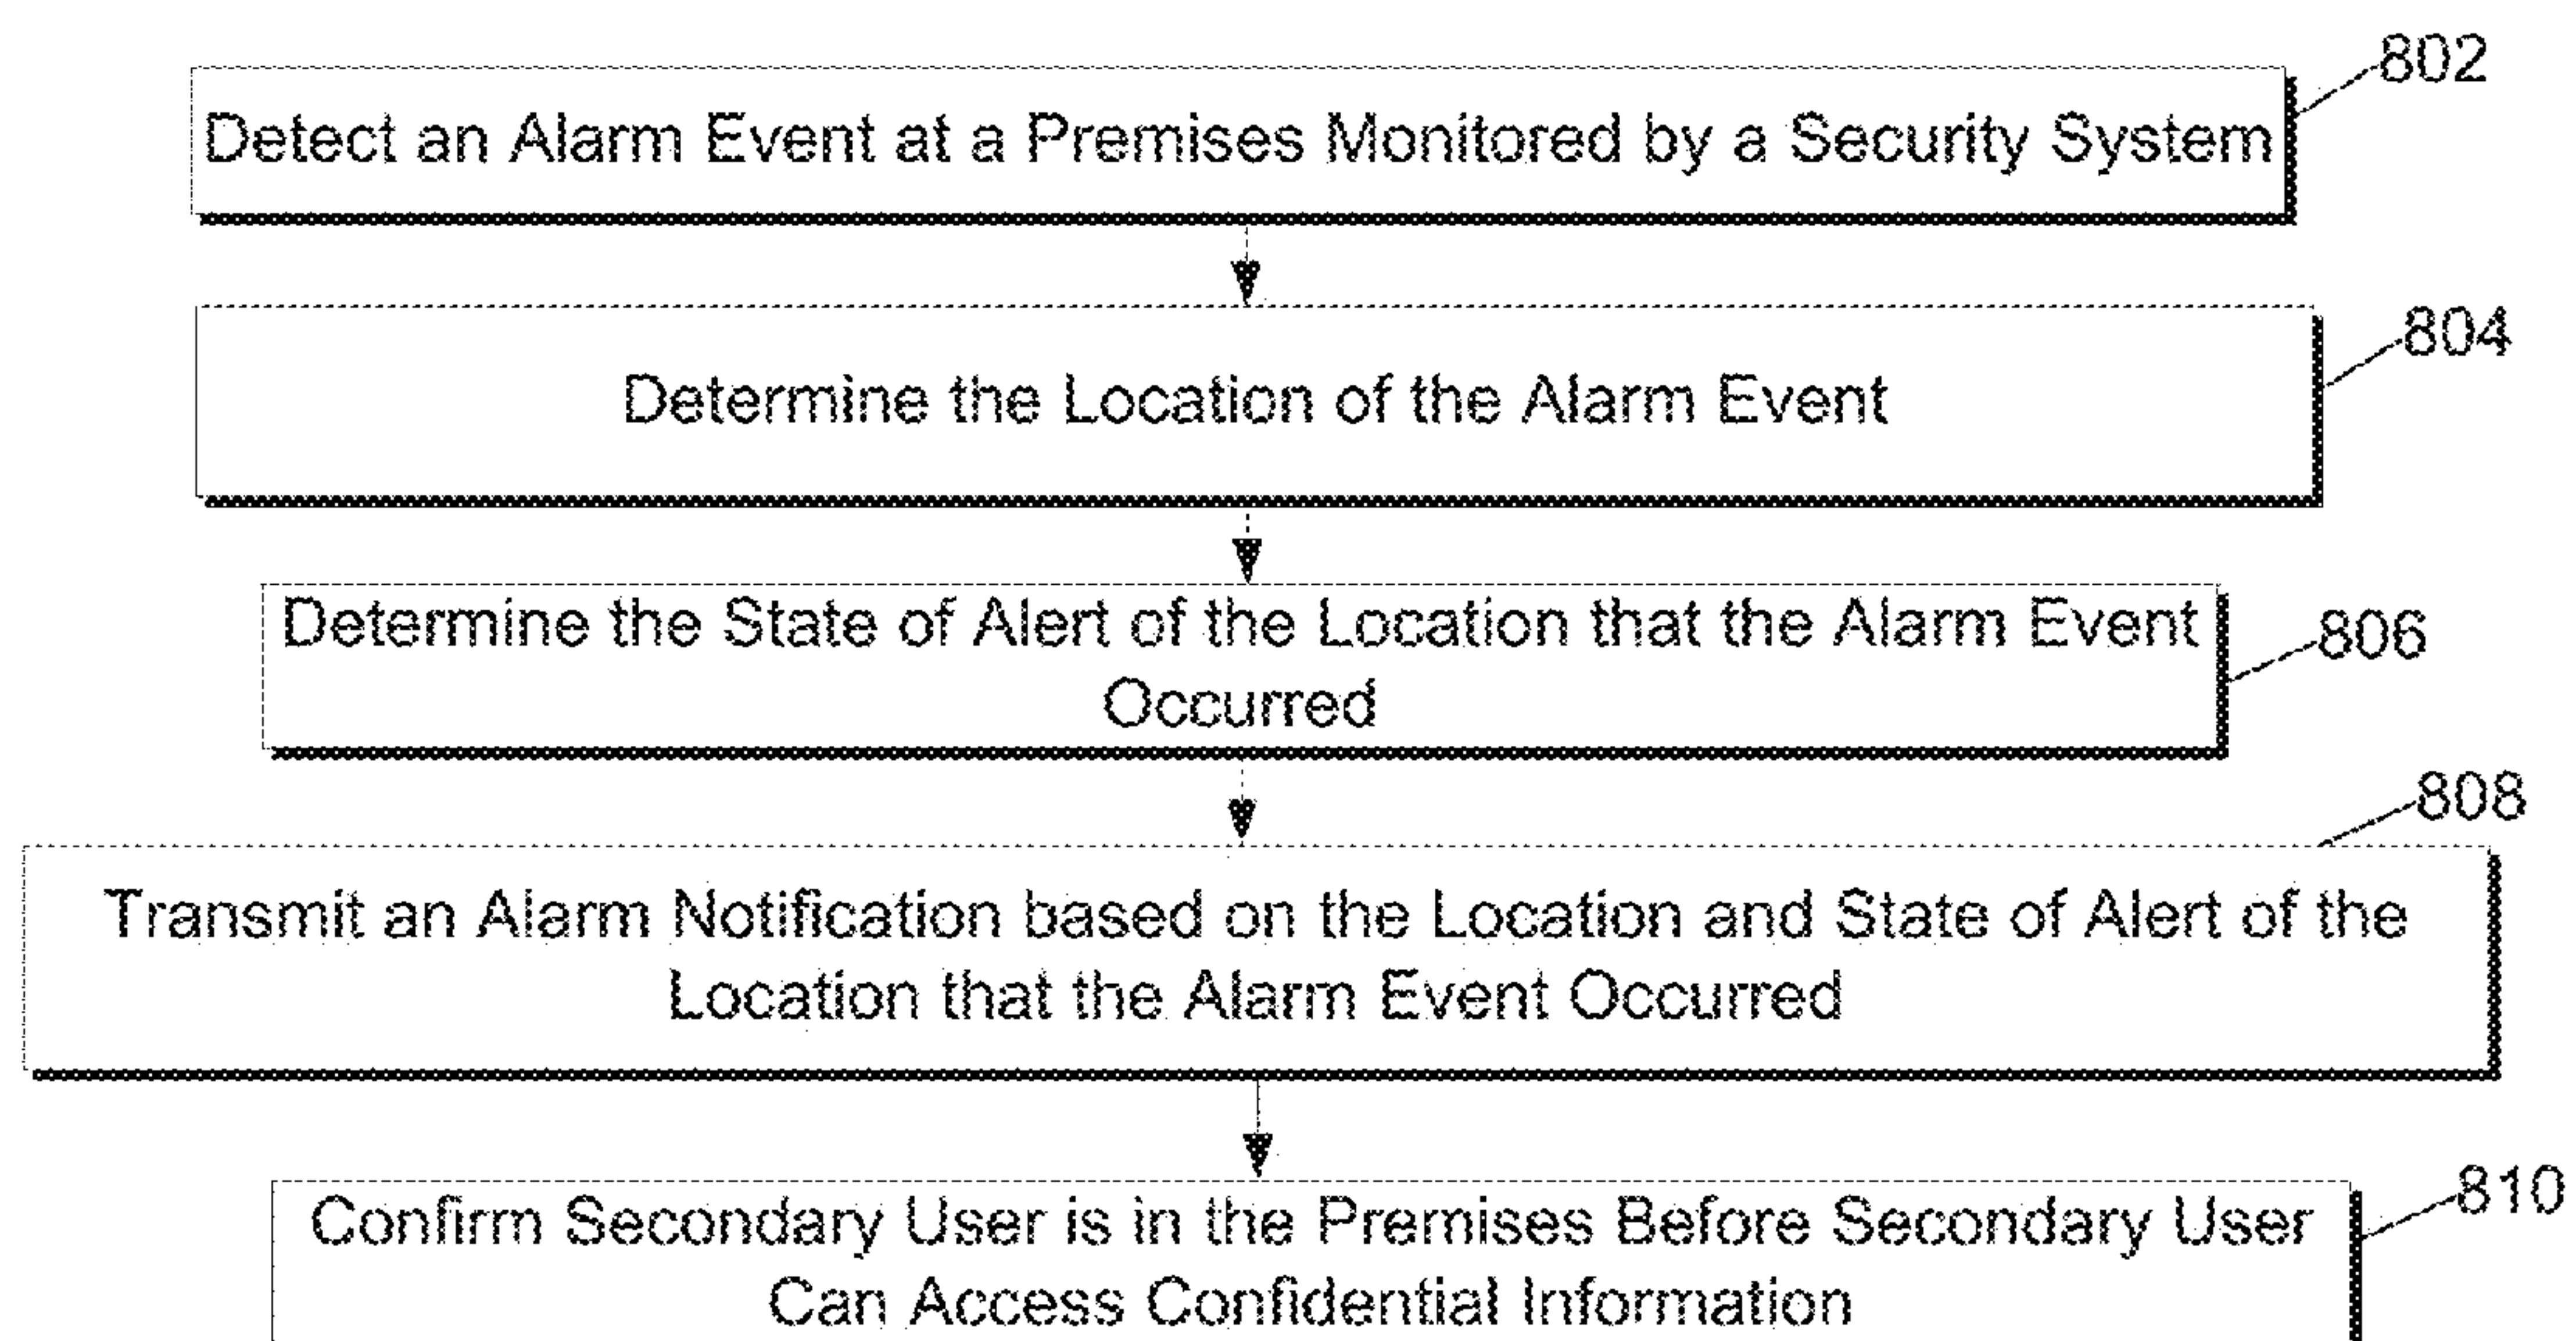 802
Detect an Alarm Event at a Premises Monitored by a Security System
804
Determine the Location of the Alarm Event
Determine the State of Alert of the Location that the Alarm Event
806
Occurred
808
Transmit an Alarm Notification based on the Location and State of Alert of the
Location that the Alarm Event Occurred
810
Confirm Secondary User is in the Premises Before Secondary User
Can Access Confidential Information